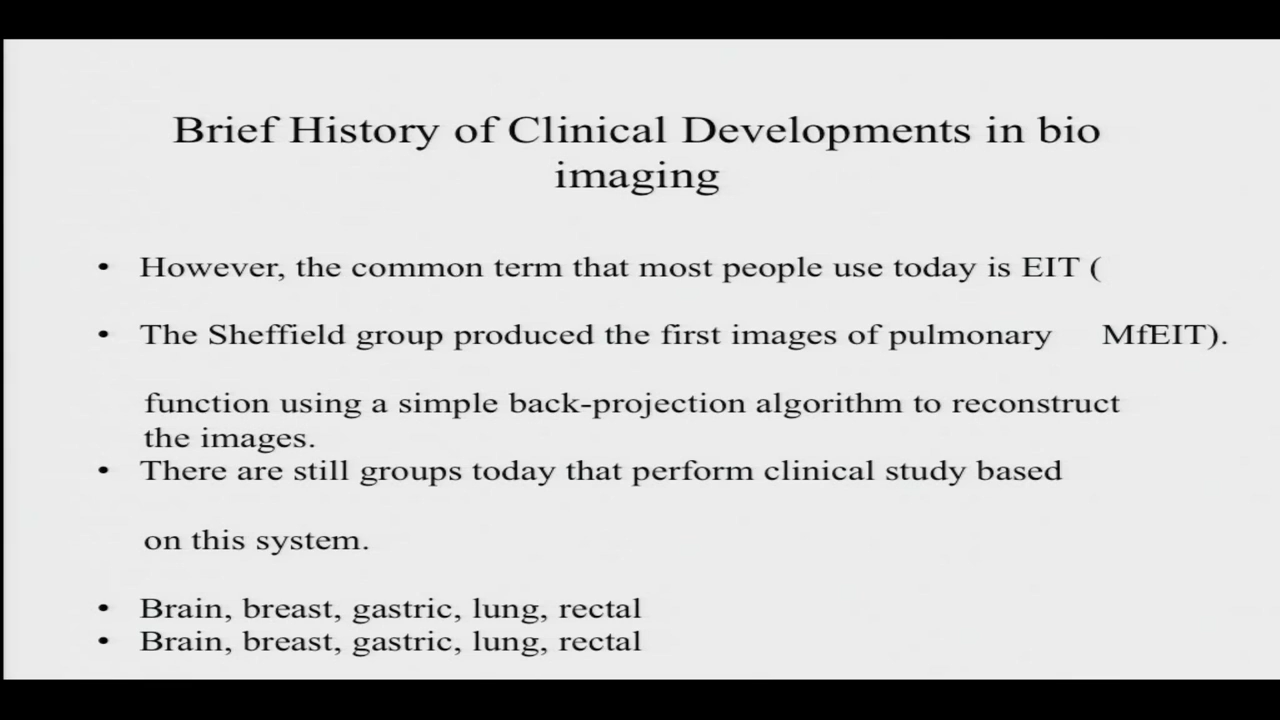 Brief History of Clinical Developments in bio
imaging
• However, the common term that most people use today is EIT (
• The Sheffield group produced the first images of pulmonary MfEIT).
function using a simple back-projection algorithm to reconstruct
the images.
• There are still groups today that perform clinical study based
on this system.
• Brain, breast, gastric, lung, rectal
• Brain, breast, gastric, lung, rectal